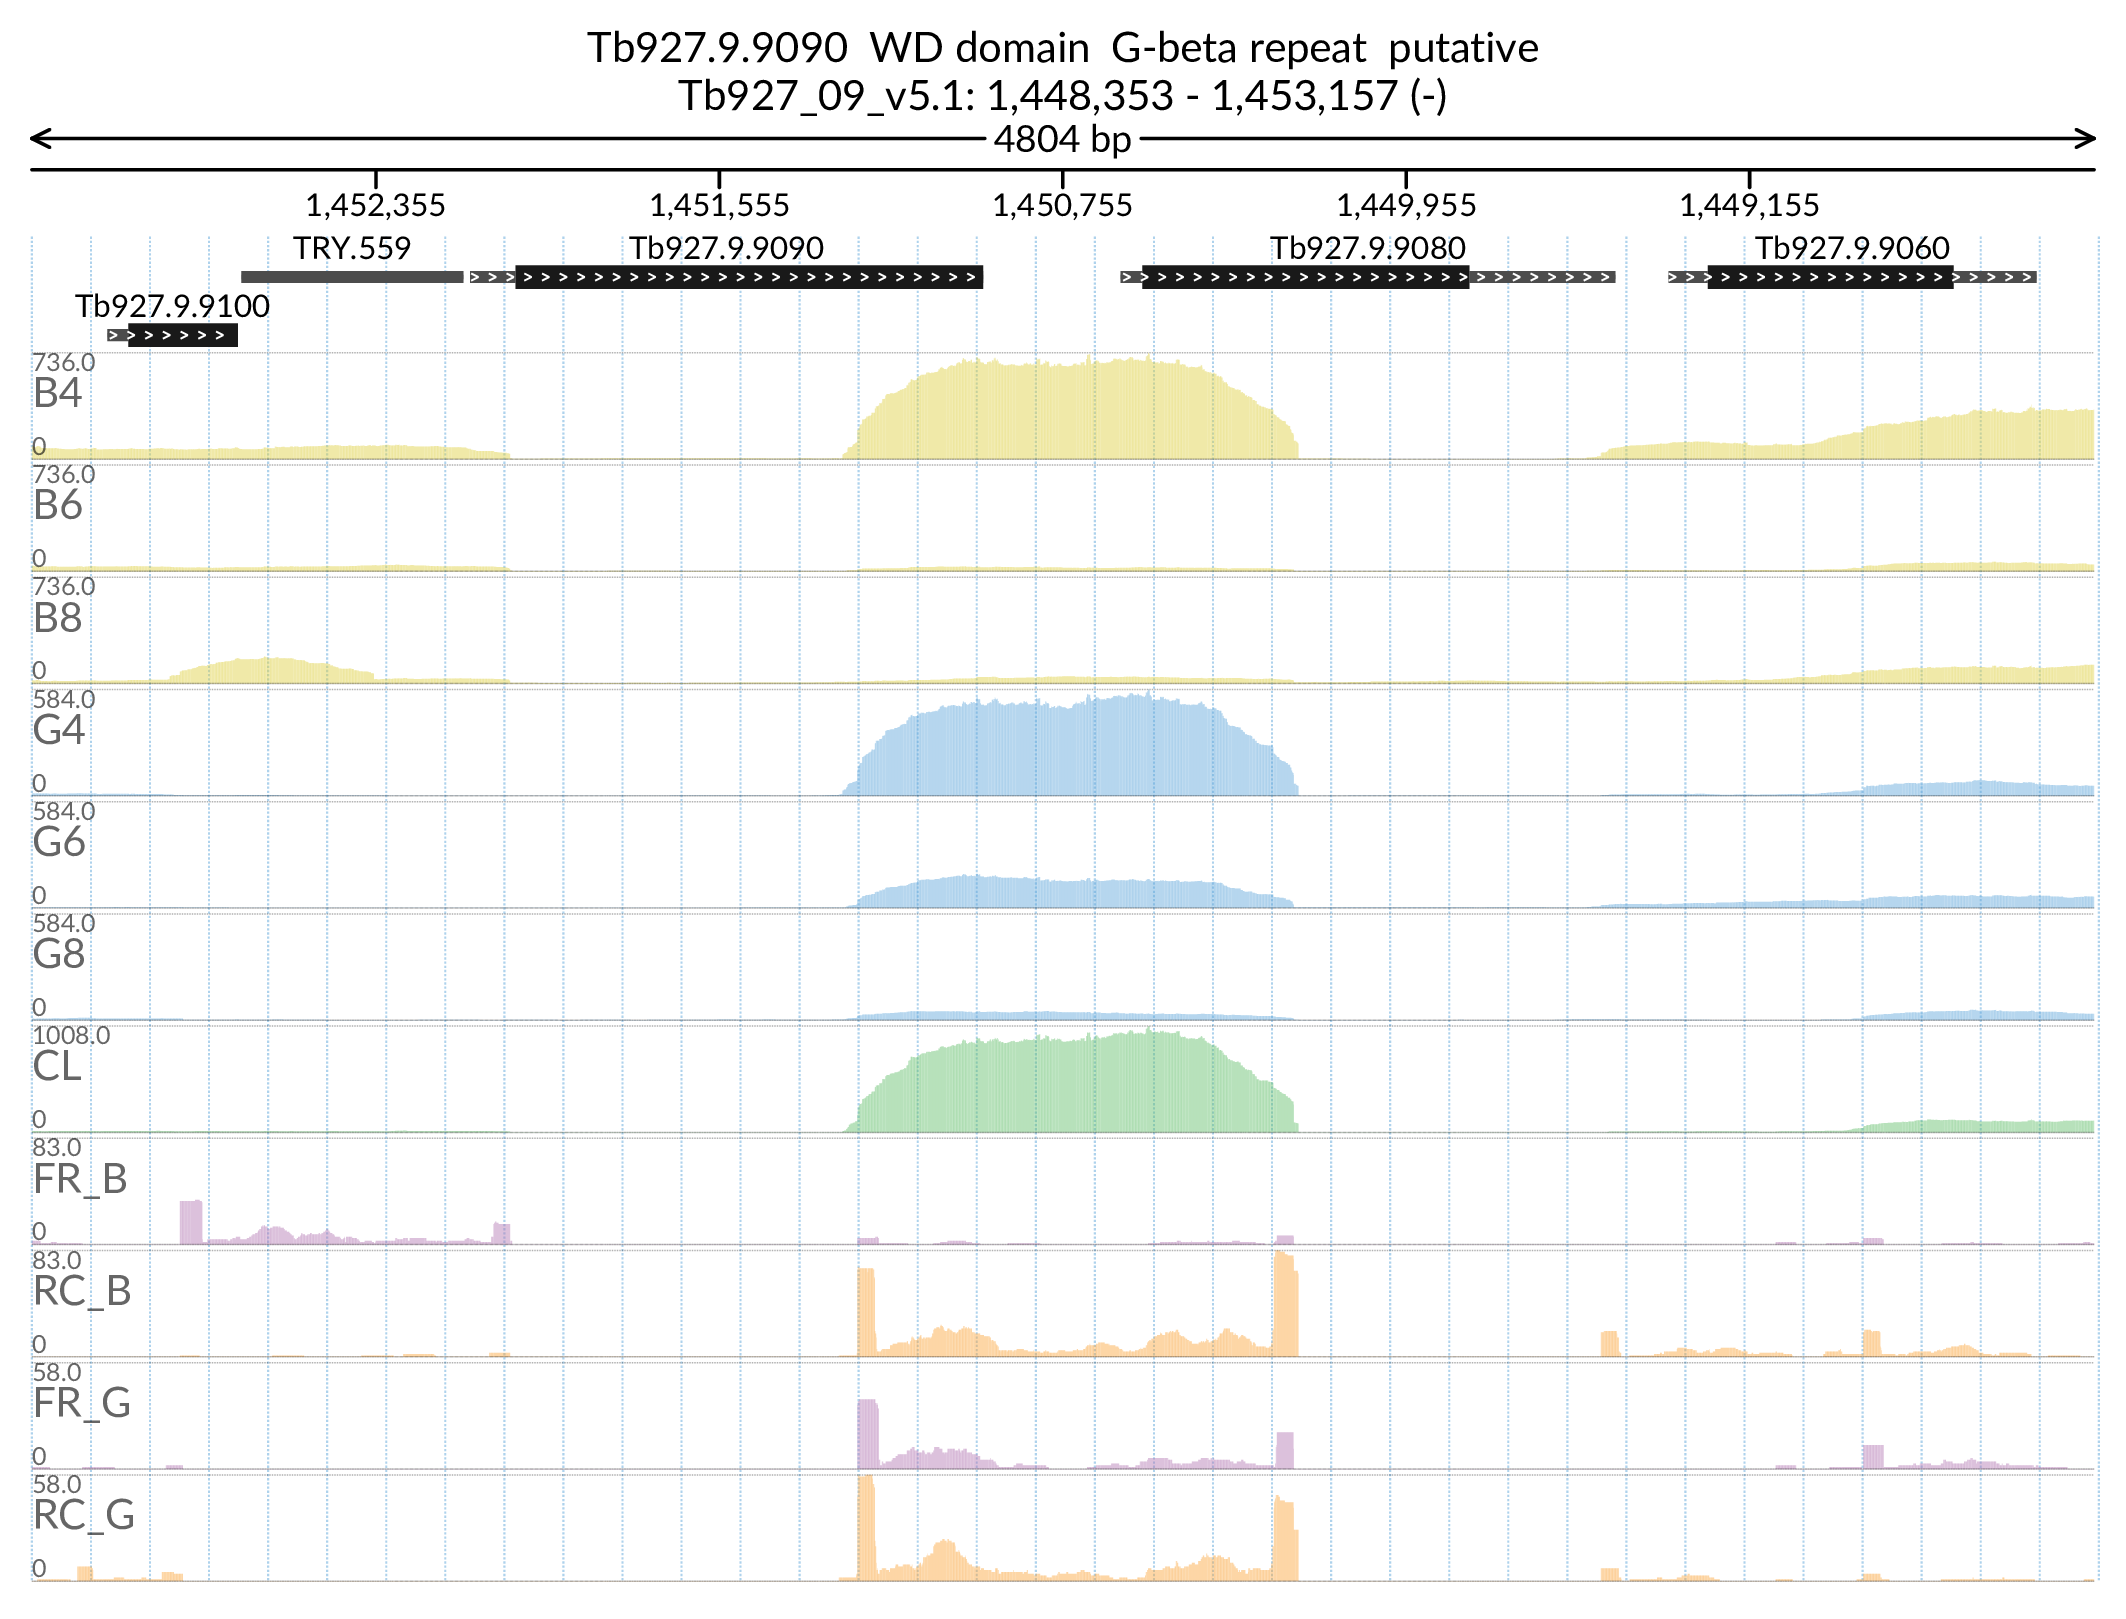 Tb927.9.9090  WD domain  G-beta repeat  putative
Tb927_09_v5.1: 1,448,353 - 1,453,157 (-)
4804 bp
1,452,355 1,451,555 1,450,755 1,449,955 1,449,155
TRY.559 Tb927.9.9090 Tb927.9.9080 Tb927.9.9060
Tb927.9.9100
736.0
B4
0
736.0
B6
0
736.0
B8
0
584.0
G4
0
584.0
G6
0
584.0
G8
0
1008.0
CL
0
83.0
FR_B
0
83.0
RC_B
0
58.0
FR_G
0
58.0
RC_G
0